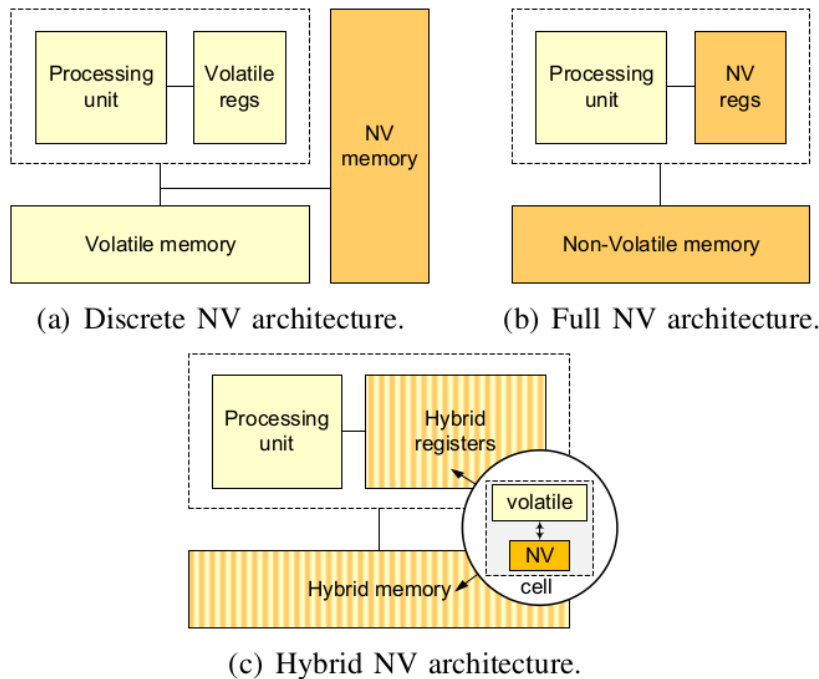 Processing
unit
Volatile
regs
NV
memory
Volatile memory
(a) Discrete NV architecture.
Processing
unit
NV
regs
Non-Volatile memory
(b) Full NV architecture.
Processing
unit
Hybrid
registers
volatile
NV
cell
Hybrid memory
(c) Hybrid NV architecture.